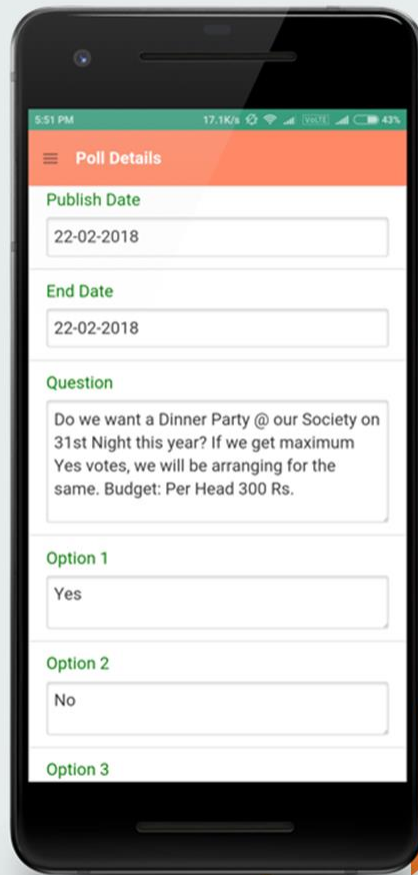 5:51 PM 17.1K/s VoLTE 43%
Poll Details
Publish Date
22-02-2018
End Date
22-02-2018
Question
Do we want a Dinner Party @ our Society on
31st Night this year? If we get maximum
Yes votes, we will be arranging for the
same. Budget: Per Head 300 Rs.
Option 1
Yes
Option 2
No
Option 3